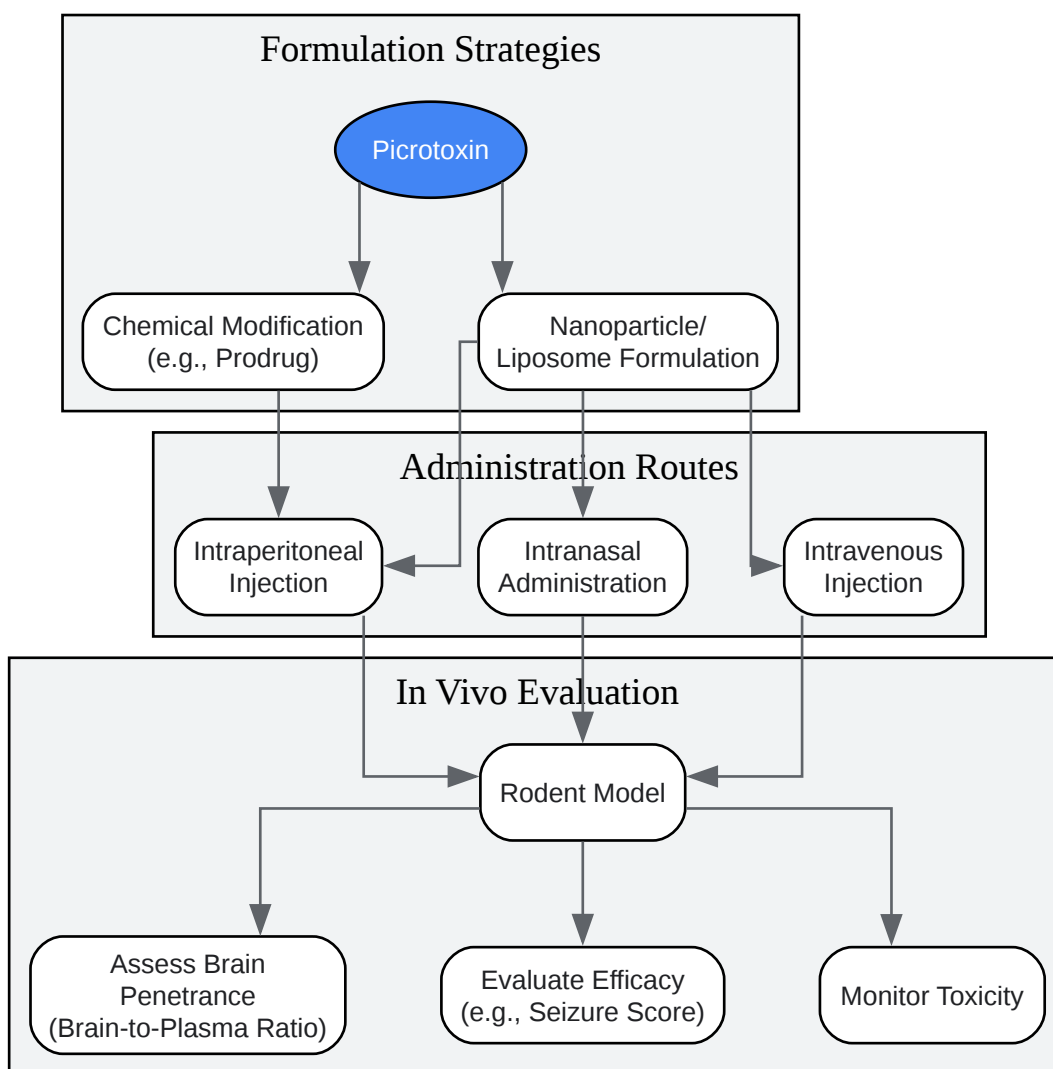 Formulation Strategies
Picrotoxin
Chemical Modification
(e.g., Prodrug)
Nanoparticle/
Liposome Formulation
Administration Routes
Intraperitoneal
Injection
Intranasal
Administration
Intravenous
Injection
In Vivo Evaluation
Rodent Model
Assess Brain
Penetrance
(Brain-to-Plasma Ratio)
Evaluate Efficacy
(e.g., Seizure Score)
Monitor Toxicity